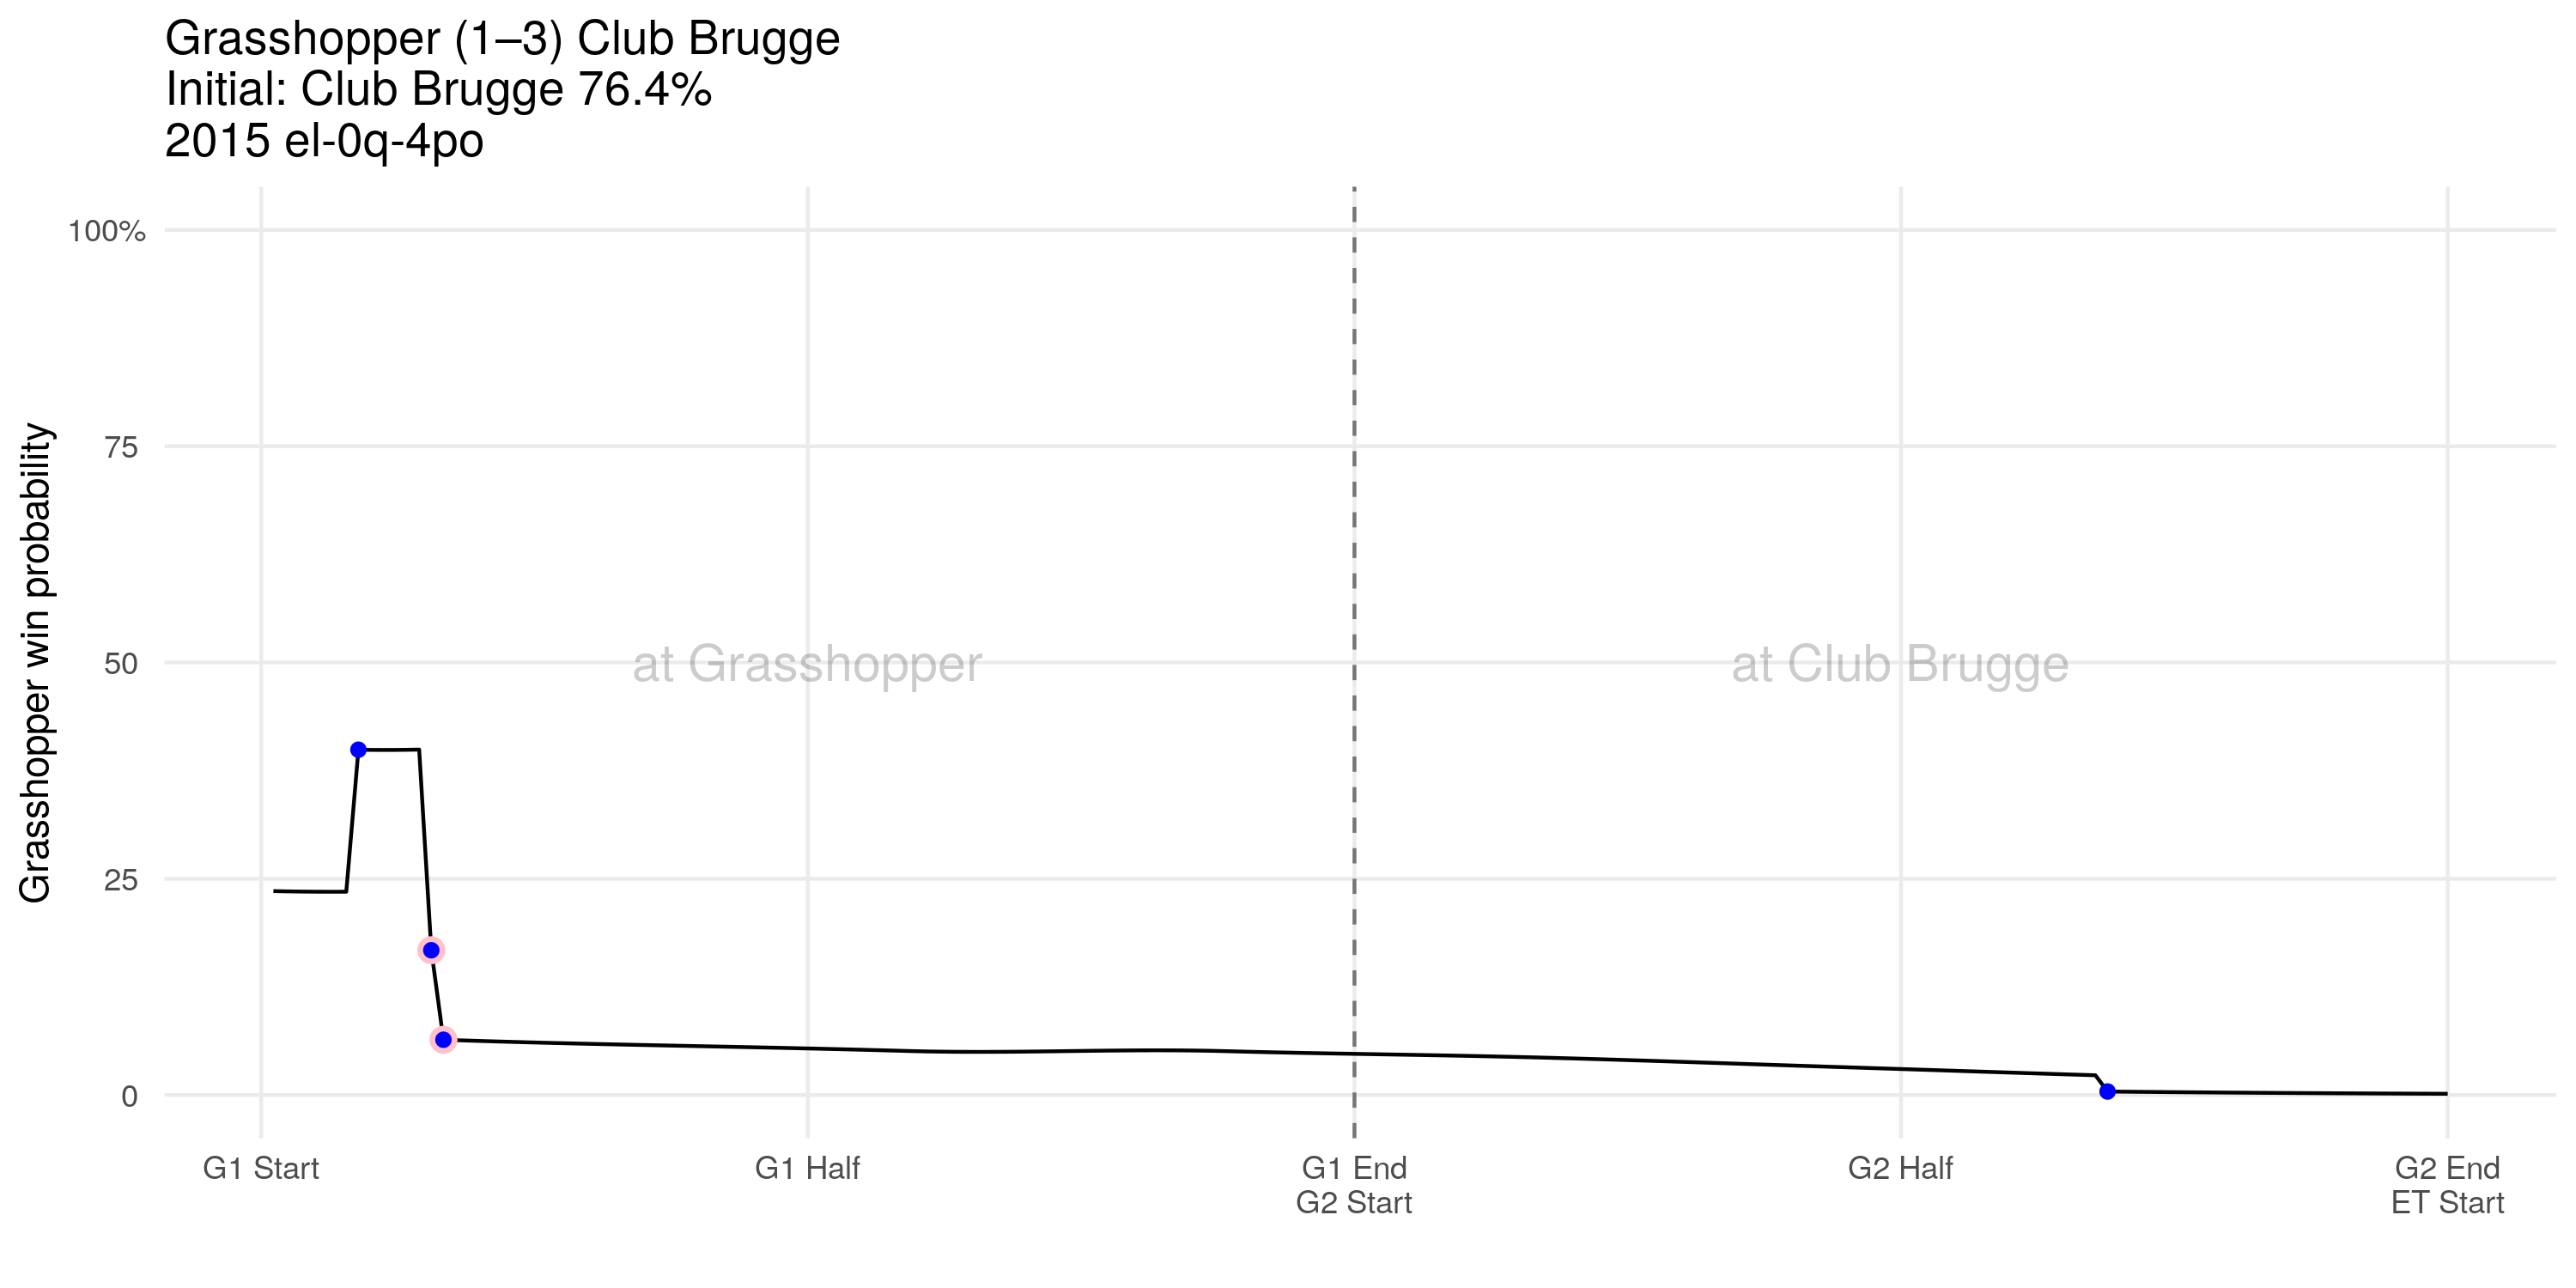 Grasshopper (1–3) Club Brugge
Initial: Club Brugge 76.4%
2015 el-0q-4po
Grasshopper win probability
100%
75
50
25
0
at Grasshopper
at Club Brugge
G1 Start
G1 Half
G1 End
G2 Start
G2 Half
G2 End
ET Start